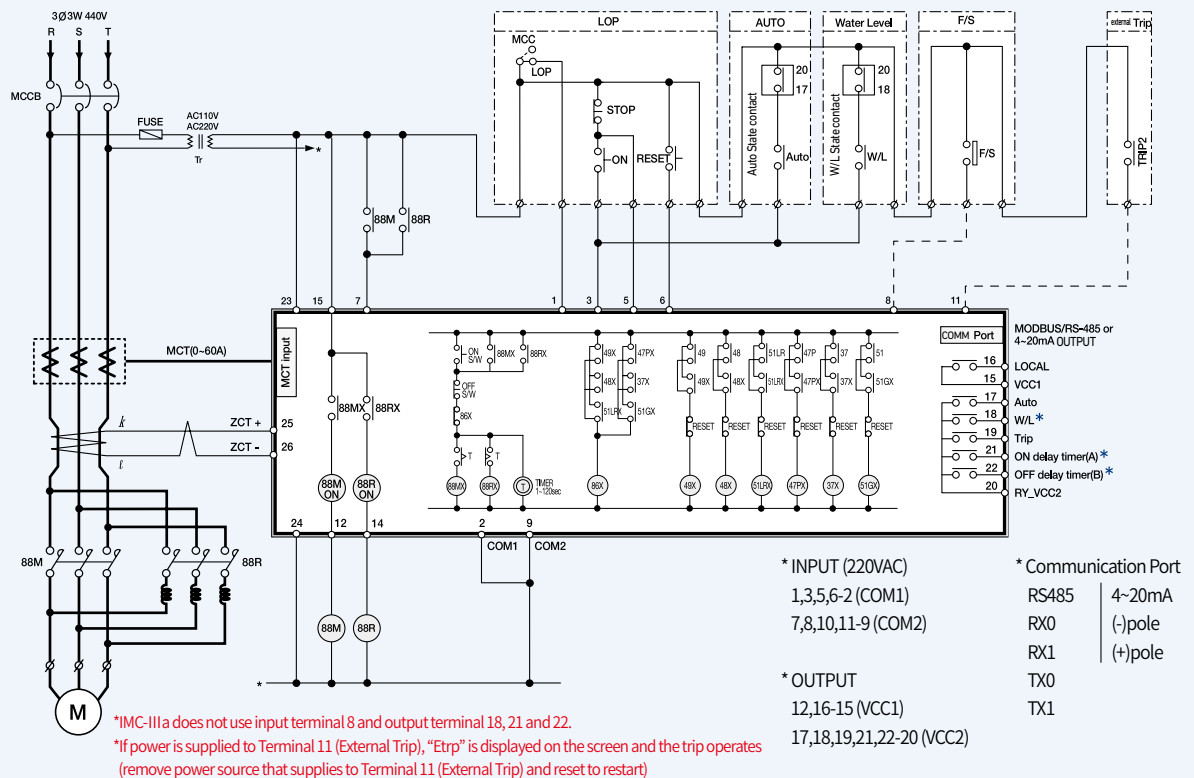 3Ø3W 440V
R S T
MCCB
FUSE
AC110V
AC220V
Tr
*
LOP
MCC
LOP
STOP
ON
RESET
AUTO
20
17
Auto State contact
Auto
Water Level
20
18
W/L State contact
W/L
F/S
F/S
external Trip
TRIP2
88M
88R
23 15 7 1 3 5 6 8 11
MCT(0~60A)
MCT Input
ZCT +
ZCT -
k
ℓ
25
26
88MX
88RX
88M
ON
88R
ON
ON
S/W
88MX
88RX
OFF
S/W
86X
T
T
88MX
88RX
T
TIMER
1~120sec
49X
47PX
48X
37X
51LRX
51GX
86X
49
48
51LR
47P
37
51
49X
48X
51LRX
47PX
37X
51GX
RESET RESET RESET RESET RESET RESET
49X 48X 51LRX 47PX 37X 51GX
COMM Port
MODBUS/RS-485 or
4~20mA OUTPUT
16 LOCAL
15 VCC1
17 Auto
18 W/L*
19 Trip
21 ON delay timer(A)*
22 OFF delay timer(B)*
20 RY_VCC2
24 12 14 2 9
COM1 COM2
88M
88R
88M
88R
*
M
* INPUT (220VAC)
1,3,5,6-2 (COM1)
7,8,10,11-9 (COM2)
* OUTPUT
12,16-15 (VCC1)
17,18,19,21,22-20 (VCC2)
* Communication Port
RS485 4~20mA
RX0 (-)pole
RX1 (+)pole
TX0
TX1
*IMC-IIIa does not use input terminal 8 and output terminal 18, 21 and 22.
*If power is supplied to Terminal 11 (External Trip), “Etrp” is displayed on the screen and the trip operates
(remove power source that supplies to Terminal 11 (External Trip) and reset to restart)